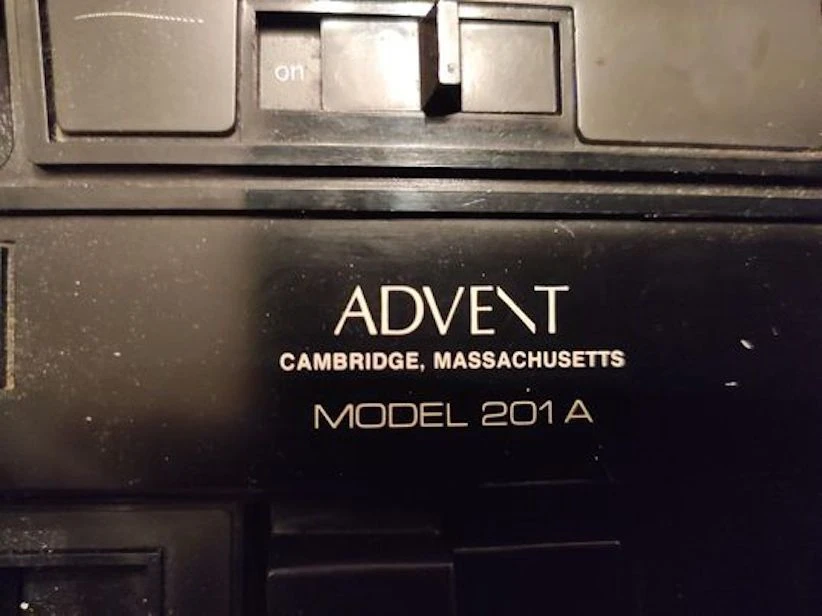 on
ADVENT
CAMBRIDGE, MASSACHUSETTS
MODEL 201 A